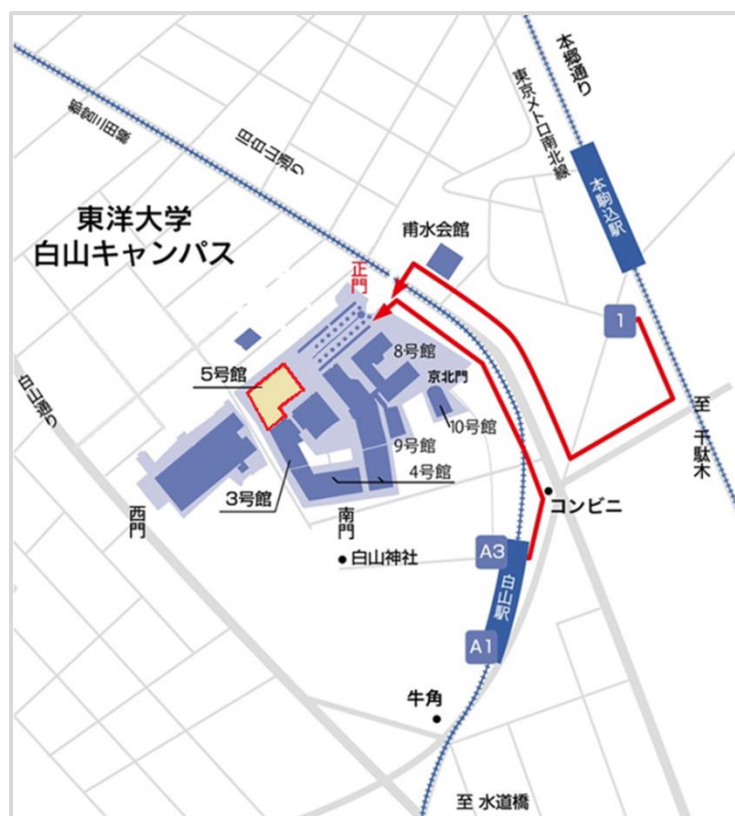 本郷通り
東京メトロ南北線
都営三田線
旧白山通り
本駒込駅
東洋大学
白山キャンパス
甫水会館
正門
1
8号館
5号館
京北門
白山通り
10号館
至 千駄木
9号館
4号館
3号館
コンビニ
西門
南門
白山神社
A3
白山駅
A1
牛角
至 水道橋